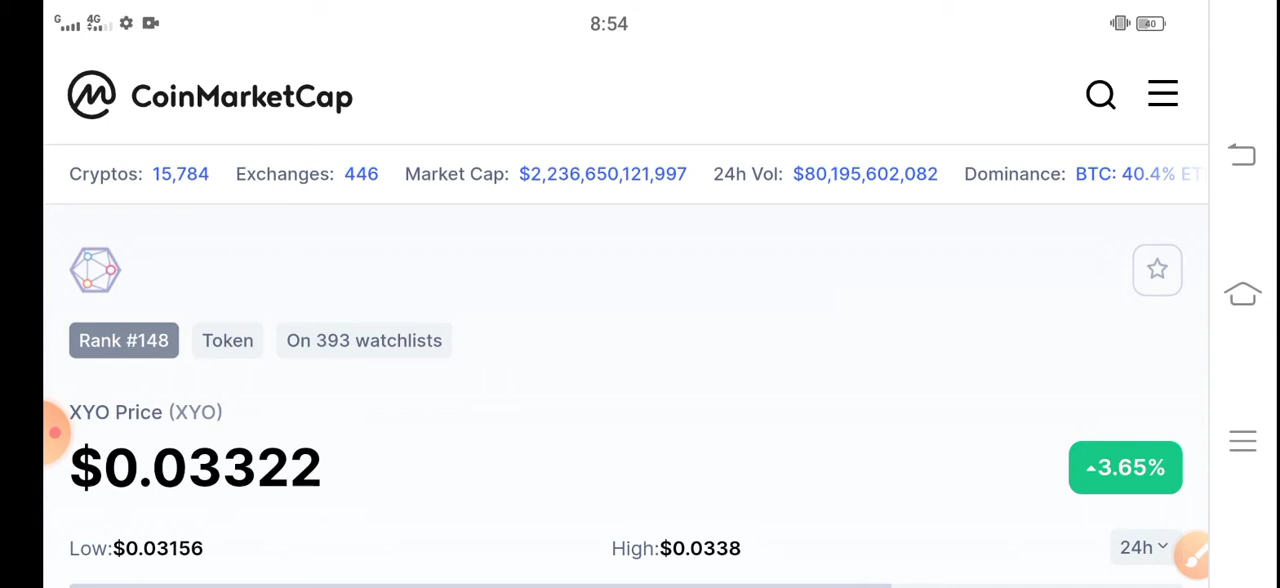 G 4G 8:54 40
CoinMarketCap
Cryptos: 15,784 Exchanges: 446 Market Cap: $2,236,650,121,997 24h Vol: $80,195,602,082 Dominance: BTC: 40.4% ET
Rank #148 Token On 393 watchlists
XYO Price (XYO)
$0.03322 3.65%
Low:$0.03156 High:$0.0338 24h